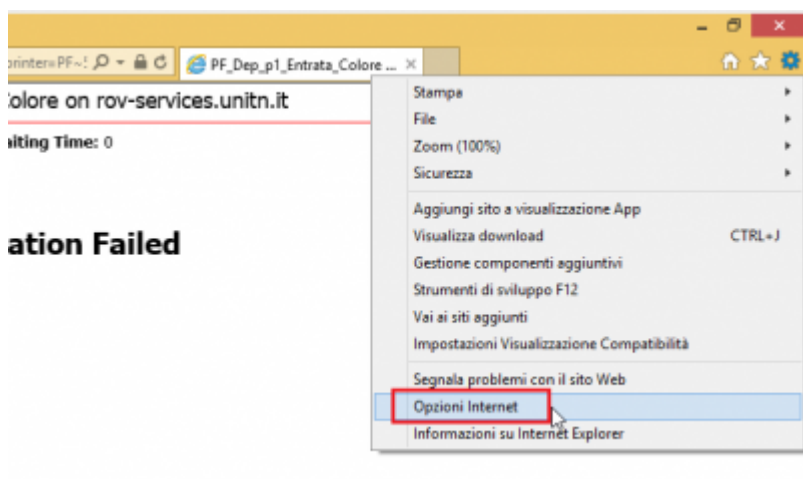 printer=PF~!
PF_Dep_p1_Entrata_Colore ...
Colore on rov-services.unitn.it
aiting Time: 0
ation Failed
Stampa
File
Zoom (100%)
Sicurezza
Aggiungi sito a visualizzazione App
Visualizza download CTRL+J
Gestione componenti aggiuntivi
Strumenti di sviluppo F12
Vai ai siti aggiunti
Impostazioni Visualizzazione Compatibilità
Segnala problemi con il sito Web
Opzioni Internet
Informazioni su Internet Explorer